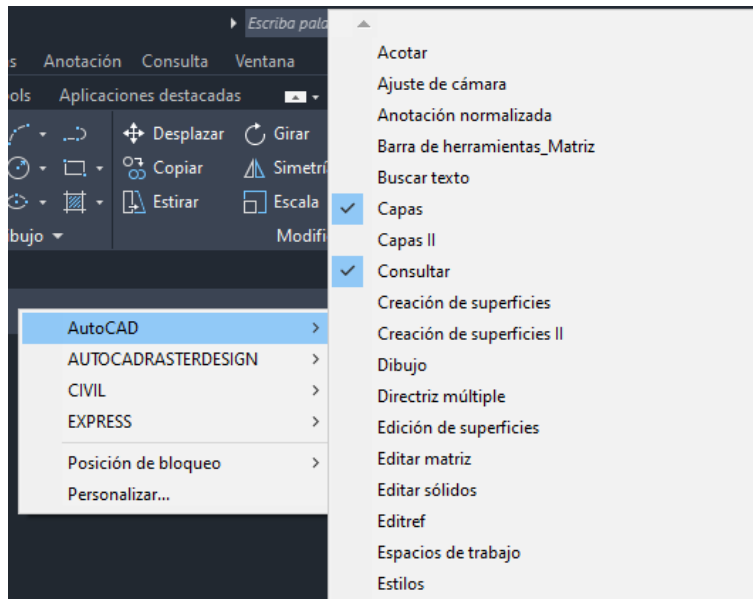 Escriba pala
s Anotación Consulta Ventana
ols Aplicaciones destacadas
Desplazar Girar
Copiar Simetrí
Estirar Escala
bujo Modifi
AutoCAD
AUTOCADRASTERDESIGN
CIVIL
EXPRESS
Posición de bloqueo
Personalizar...
Acotar
Ajuste de cámara
Anotación normalizada
Barra de herramientas_Matriz
Buscar texto
Capas
Capas II
Consultar
Creación de superficies
Creación de superficies II
Dibujo
Directriz múltiple
Edición de superficies
Editar matriz
Editar sólidos
Editref
Espacios de trabajo
Estilos